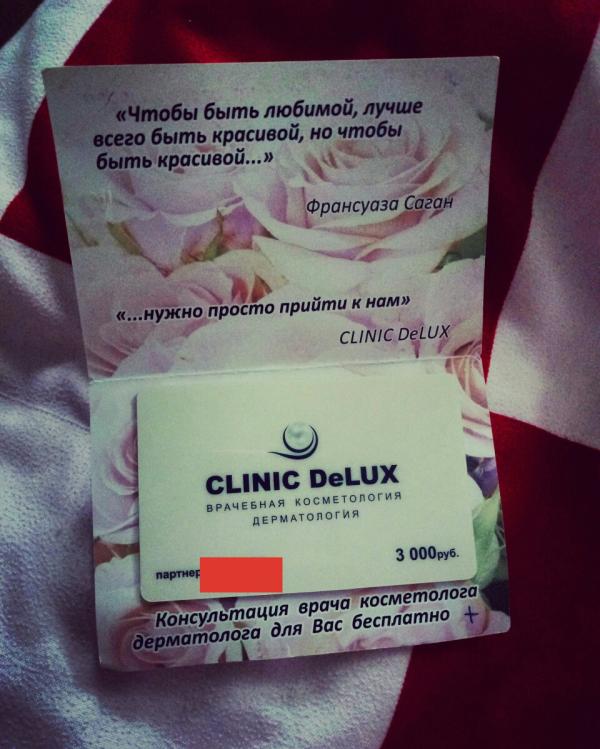 «Чтобы быть любимой, лучше
всего быть красивой, но чтобы
быть красивой...»
Франсуаза Саган
«...нужно просто прийти к нам»
CLINIC DeLUX
CLINIC DeLUX
ВРАЧЕБНАЯ КОСМЕТОЛОГИЯ
ДЕРМАТОЛОГИЯ
партнер
3 000руб.
Консультация врача косметолога
дерматолога для Вас бесплатно +